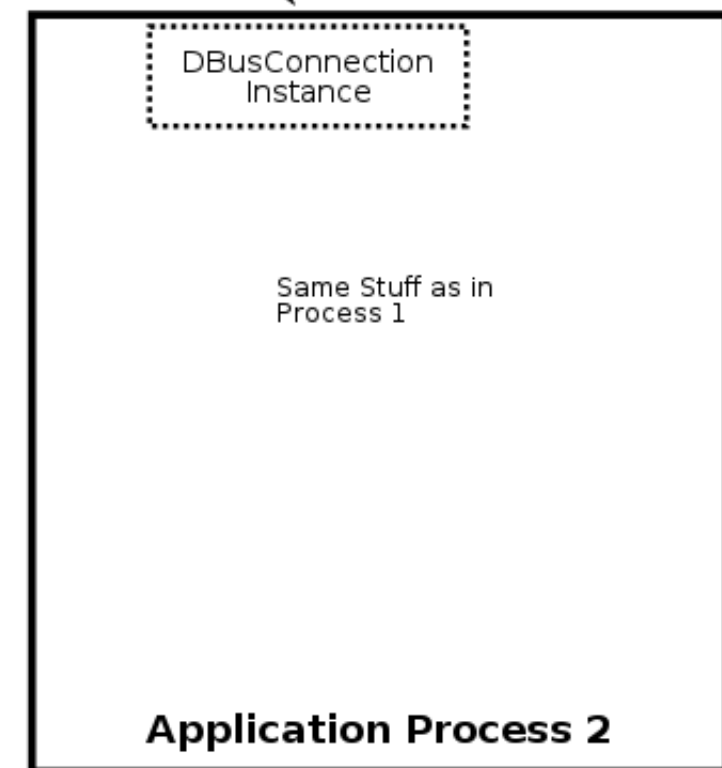 DBusConnection
Instance
Same Stuff as in
Process 1
Application Process 2